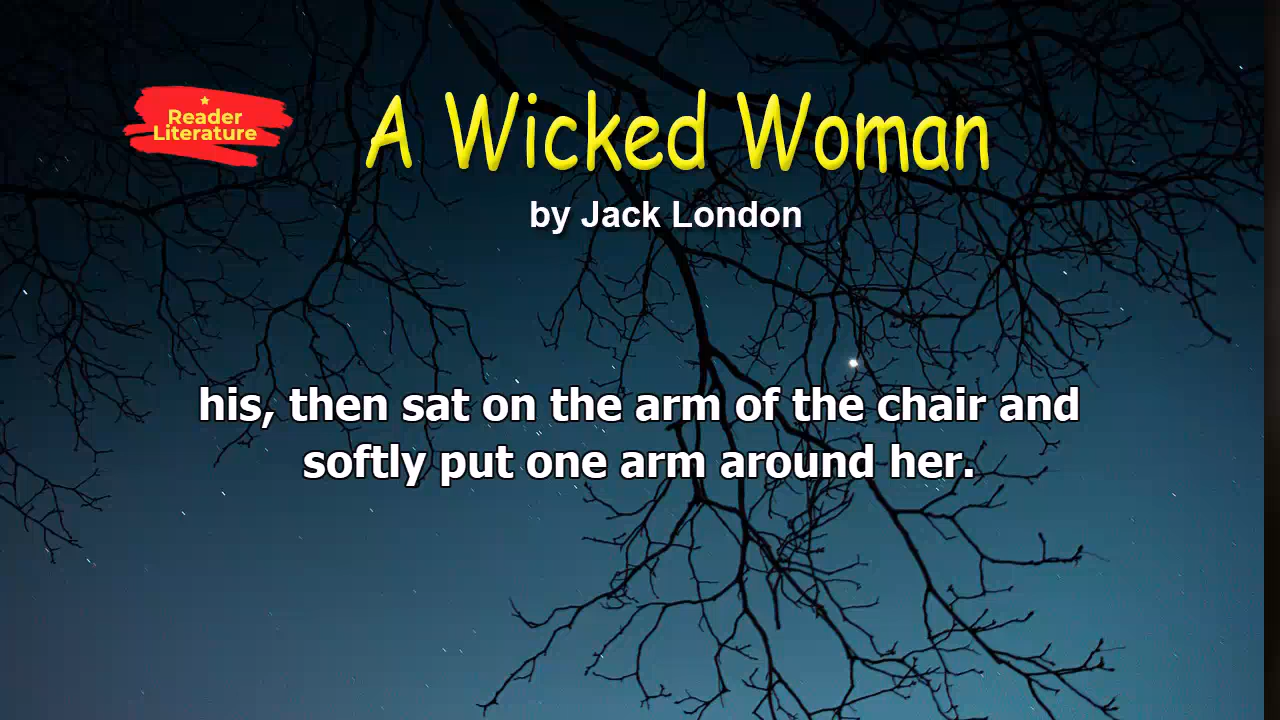 Reader
Literature
A Wicked Woman
by Jack London
his, then sat on the arm of the chair and
softly put one arm around her.